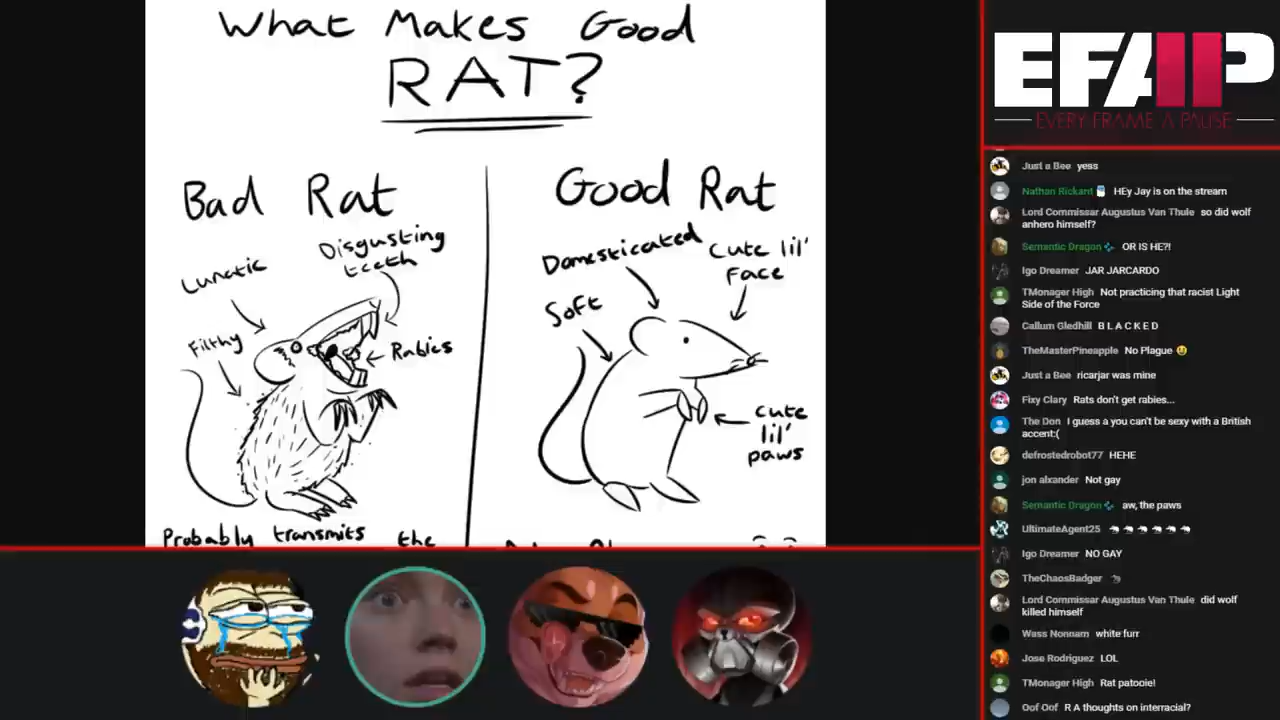 What Makes Good
RAT?
Bad Rat
Good Rat
Disgusting
teeth
Lunatic
Filthy
Rabies
Domesticated
Cute lil'
Face
Soft
Cute
lil'
paws
Probably transmits the
EFAP
EVERY FRAME A PAUSE
Just a Bee yess
Nathan Rickant HEy Jay is on the stream
Lord Commissar Augustus Van Thule so did wolf
anhero himself?
Semantic Dragon OR IS HE?!
Igo Dreamer JAR JARCARDO
TMonager High Not practicing that racist Light
Side of the Force
Callum Gledhill B L A C K E D
TheMasterPineapple No Plague 😢
Just a Bee ricarjar was mine
Fixy Clary Rats don't get rabies...
The Don I guess a you can't be sexy with a British
accent:(
defrostedrobot77 HEHE
jon alxander Not gay
Semantic Dragon aw, the paws
UltimateAgent25 🐀 🐀 🐀 🐀 🐀 🐀
Igo Dreamer NO GAY
TheChaosBadger 🐀
Lord Commissar Augustus Van Thule did wolf
killed himself
Wass Nonnam white furr
Jose Rodriguez LOL
TMonager High Rat patooie!
Oof Oof R A thoughts on interracial?